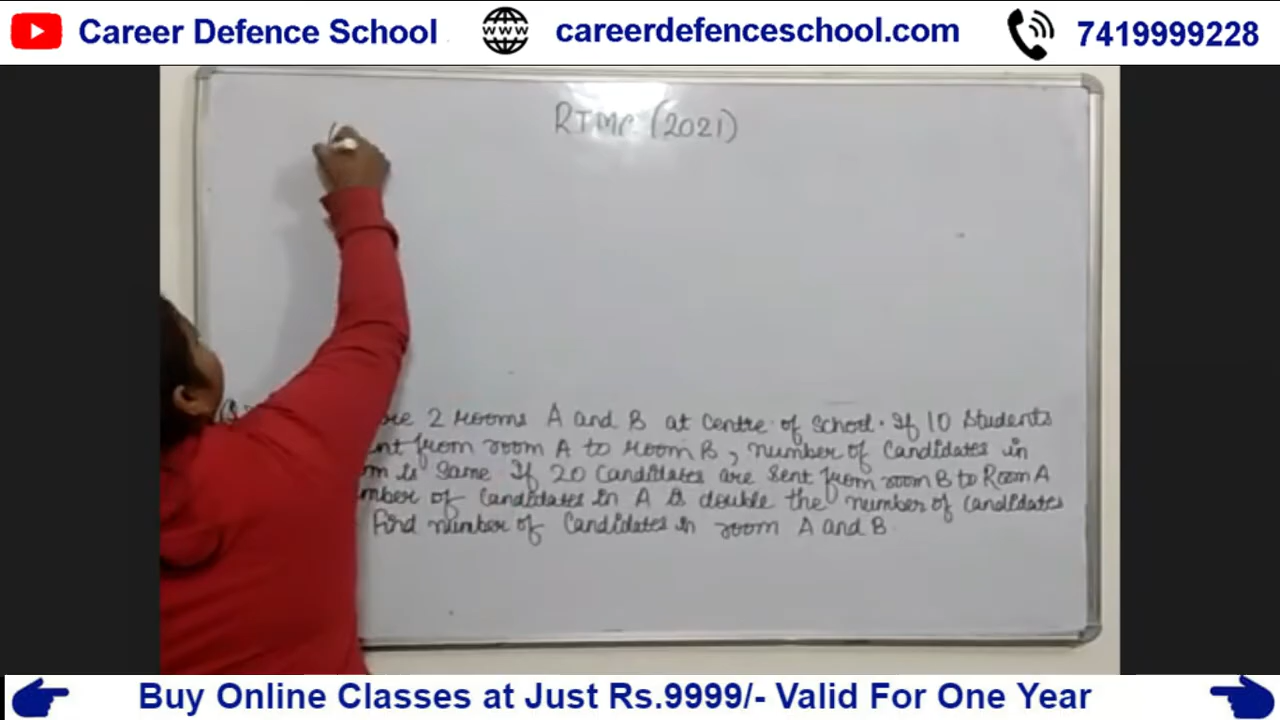 Career Defence School
careerdefenceschool.com
7419999228
RIMC (2021)
2 rooms A and B at centre of school. If 10 students
from room A to room B, number of candidates in
is same If 20 candidates are sent from room B to Room A
of candidates in A is double the number of candidates
Find number of candidates in room A and B.
Buy Online Classes at Just Rs.9999/- Valid For One Year